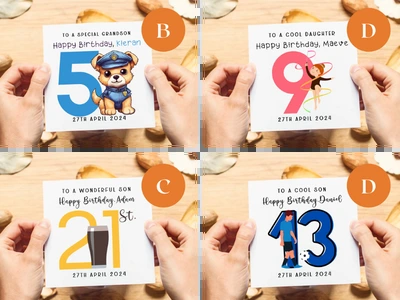 B
TO A SPECIAL GRANDSON
Happy Birthday, Kieran
5
27TH APRIL 2024
D
TO A COOL DAUGHTER
Happy Birthday, Maeve
9
27TH APRIL 2024
C
TO A WONDERFUL SON
Happy Birthday Adam
21St.
27TH APRIL 2024
D
TO A COOL SON
Happy Birthday Daniel
13
27TH APRIL 2024